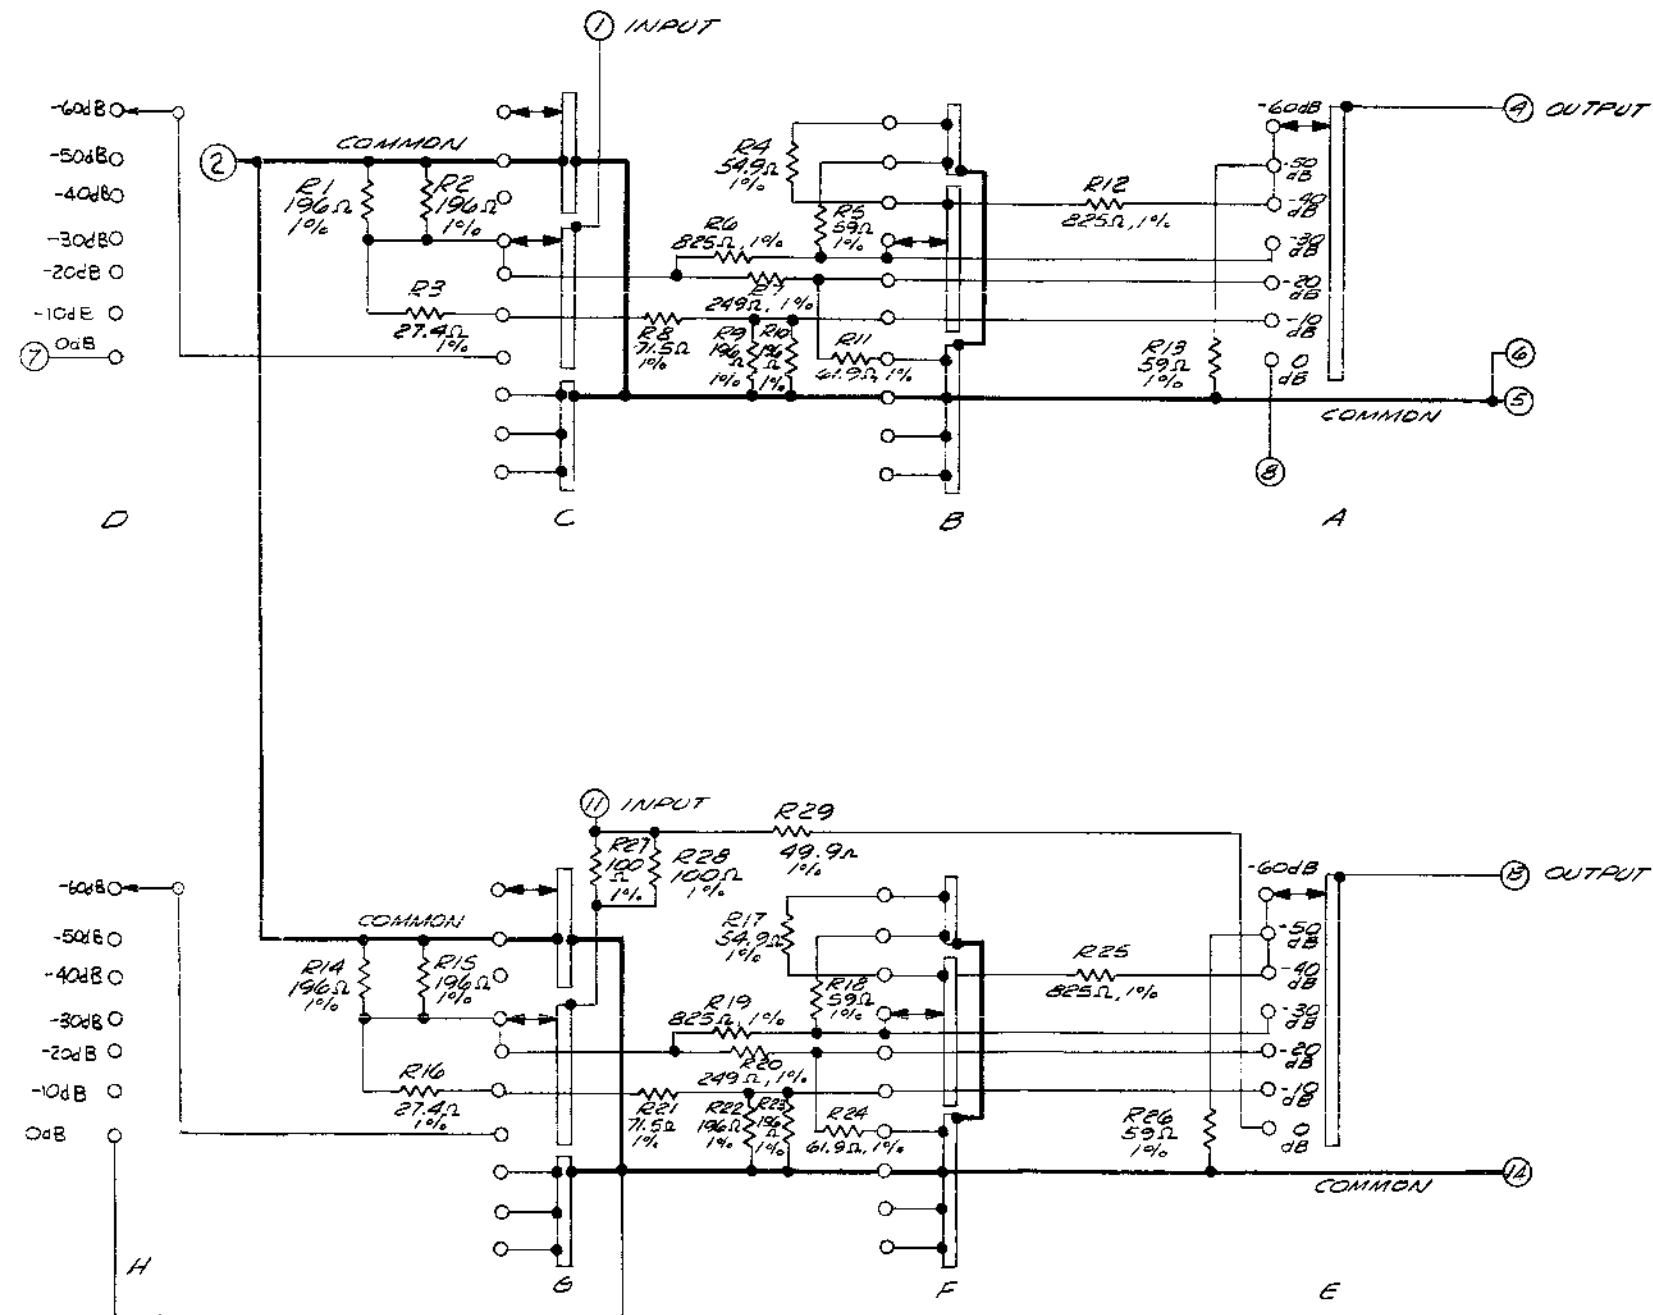 1 INPUT
-60dB
-50dB
-40dB
-30dB
-20dB
-10dB
0dB
7
2
COMMON
R1
196Ω
1%
R2
196Ω
1%
R3
27.4Ω
1%
R4
54.9Ω
1%
R5
59Ω
1%
R6
825Ω, 1%
R7
249Ω, 1%
R8
71.5Ω
1%
R9
196
Ω
1%
R10
196
Ω
1%
R11
61.9Ω, 1%
R12
825Ω, 1%
R13
59Ω
1%
-60dB
-50
dB
-40
dB
-30
dB
-20
dB
-10
dB
0
dB
4 OUTPUT
6
5
COMMON
8
D
C
B
A
11 INPUT
R27
100
Ω
1%
R28
100Ω
1%
R29
49.9Ω
1%
-60dB
-50dB
-40dB
-30dB
-20dB
-10dB
0dB
COMMON
R14
196Ω
1%
R15
196Ω
1%
R16
27.4Ω
1%
R17
54.9Ω
1%
R18
59Ω
1%
R19
825Ω, 1%
R20
249Ω, 1%
R21
71.5Ω
1%
R22
196Ω
1%
R23
196
Ω
1%
R24
61.9Ω, 1%
R25
825Ω, 1%
R26
59Ω
1%
-60dB
-50
dB
-40
dB
-30
dB
-20
dB
-10
dB
0
dB
OUTPUT
COMMON
14
H
G
F
E